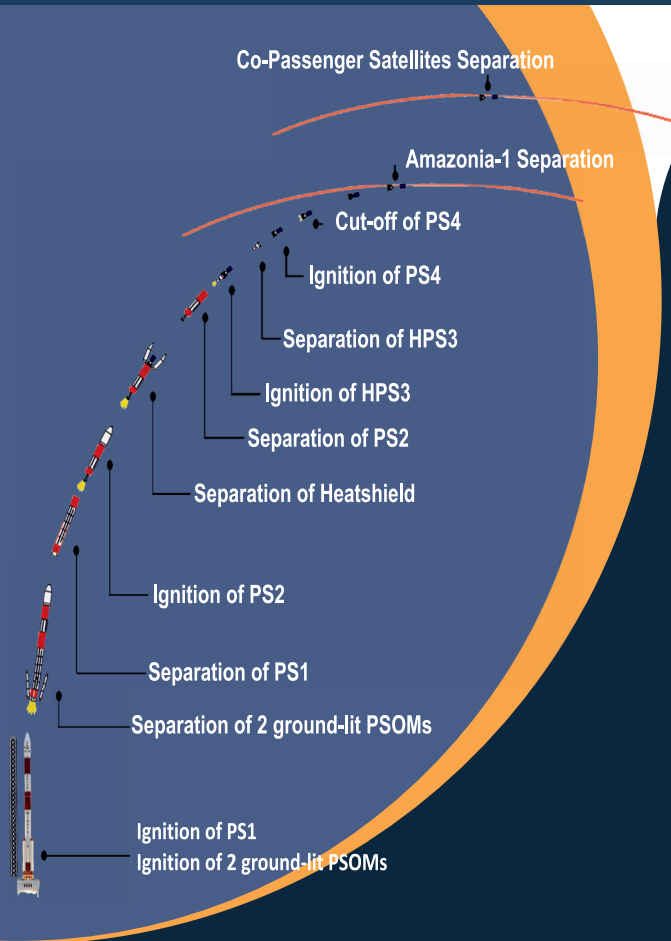 Co-Passenger Satellites Separation
Amazonia-1 Separation
Cut-off of PS4
Ignition of PS4
Separation of HPS3
Ignition of HPS3
Separation of PS2
Separation of Heatshield
Ignition of PS2
Separation of PS1
Separation of 2 ground-lit PSOMs
Ignition of PS1
Ignition of 2 ground-lit PSOMs